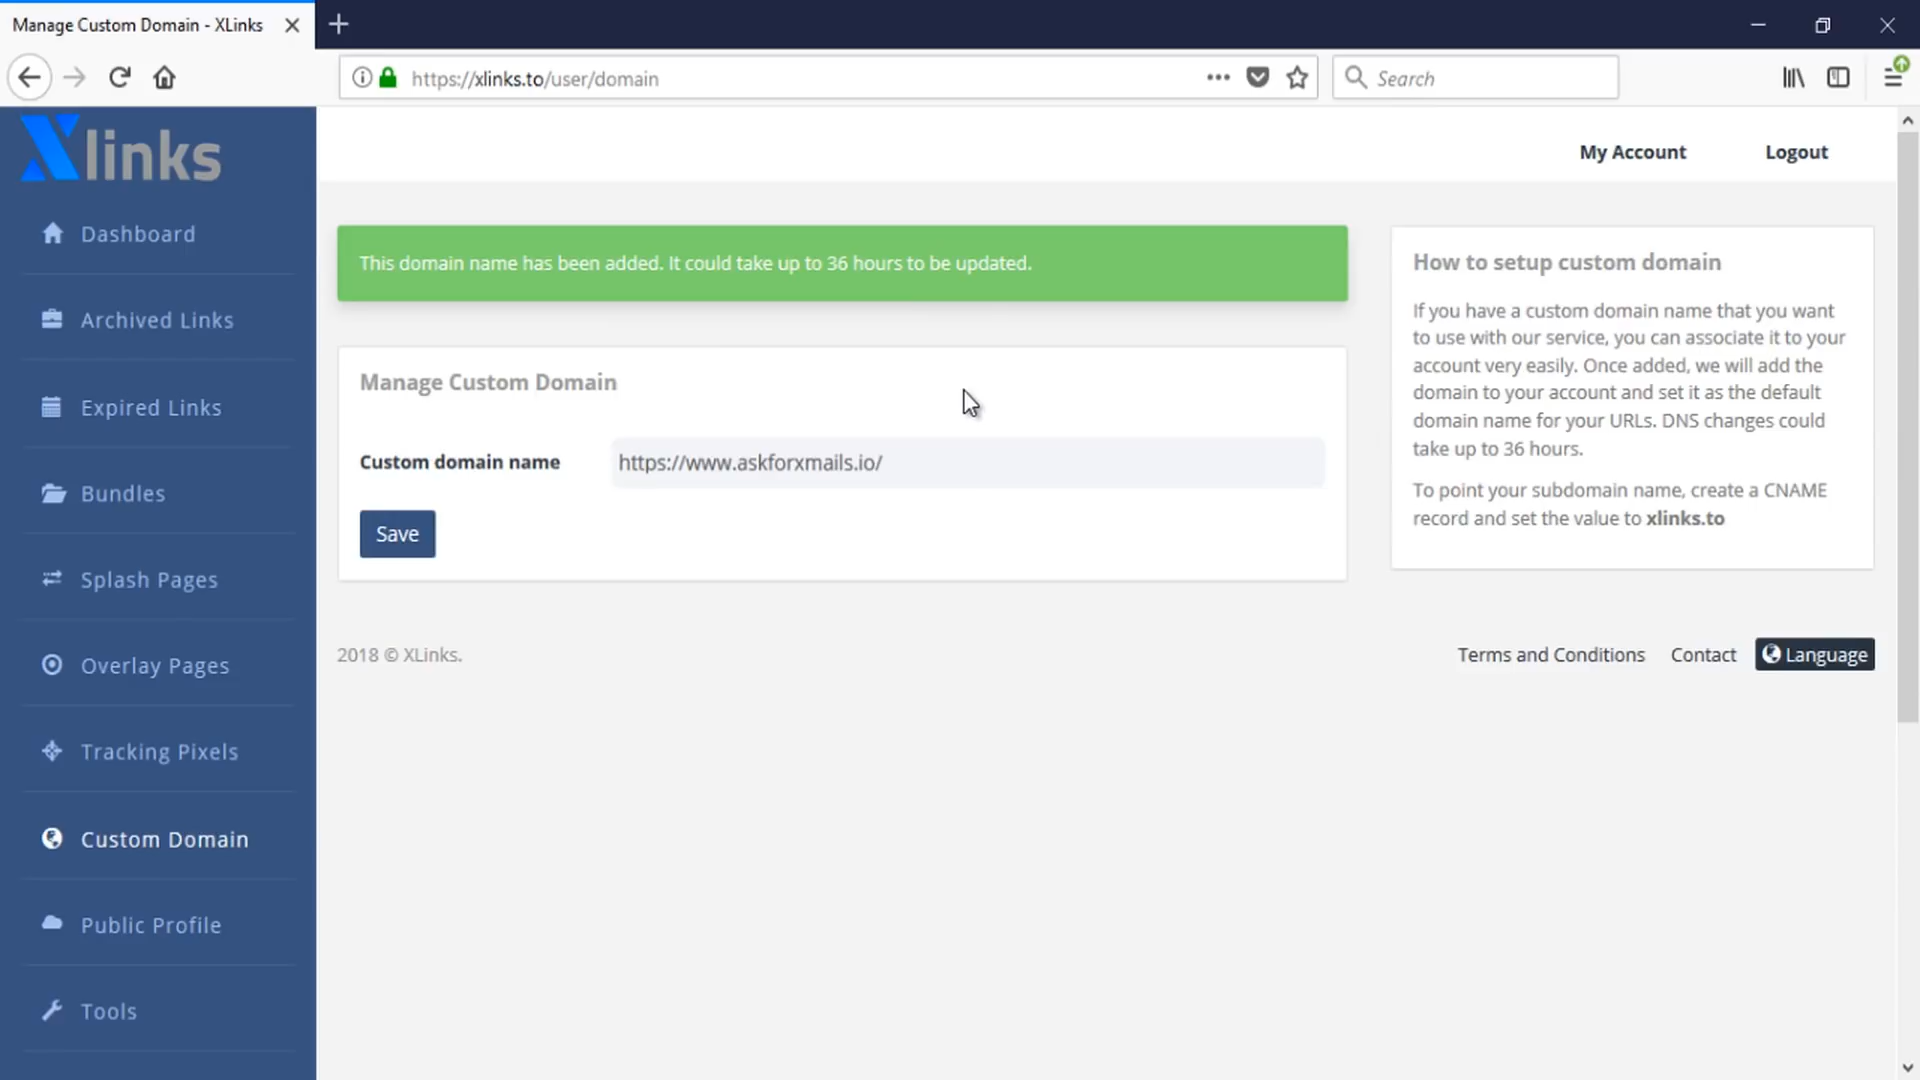 Manage Custom Domain - XLinks
https://xlinks.to/user/domain
Search
Xlinks
My Account
Logout
Dashboard
Archived Links
Expired Links
Bundles
Splash Pages
Overlay Pages
Tracking Pixels
Custom Domain
Public Profile
Tools
This domain name has been added. It could take up to 36 hours to be updated.
Manage Custom Domain
Custom domain name
https://www.askforxmails.io/
Save
How to setup custom domain
If you have a custom domain name that you want
to use with our service, you can associate it to your
account very easily. Once added, we will add the
domain to your account and set it as the default
domain name for your URLs. DNS changes could
take up to 36 hours.
To point your subdomain name, create a CNAME
record and set the value to xlinks.to
2018 © XLinks.
Terms and Conditions
Contact
Language